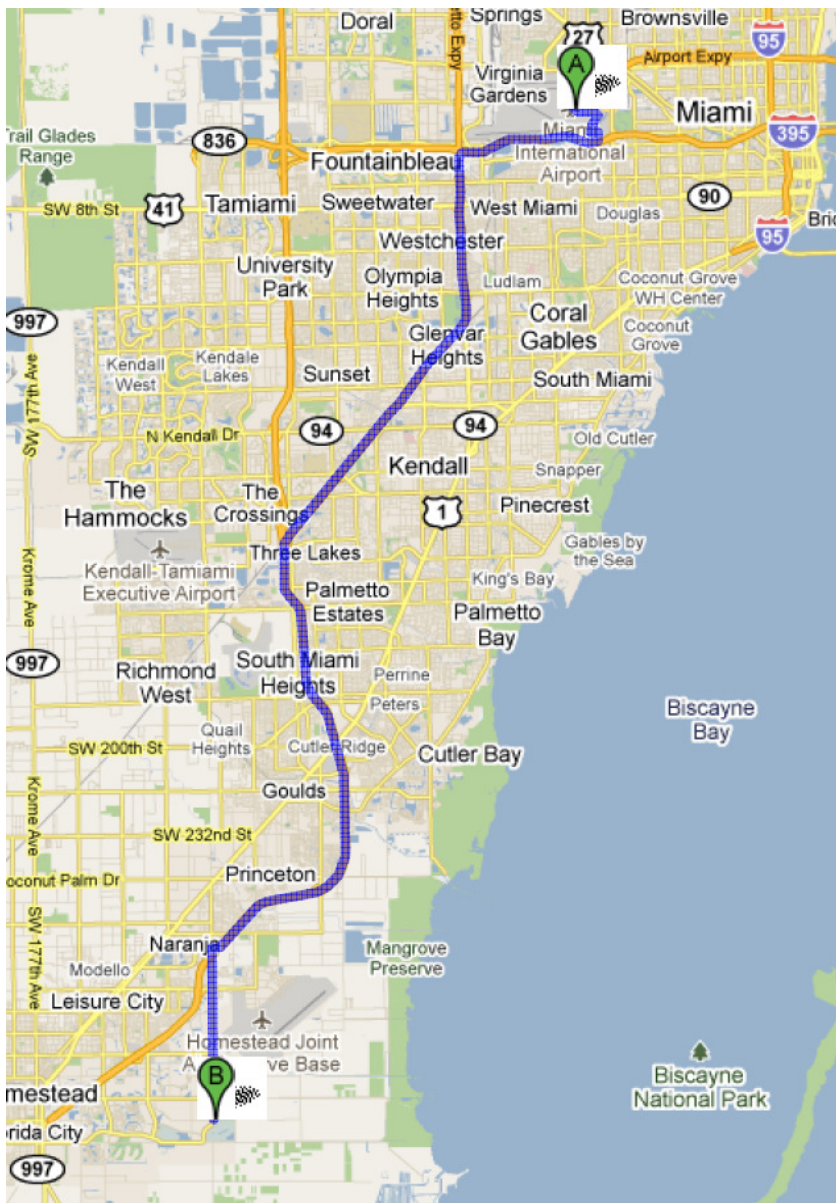 Doral
etto Expy
Springs
Brownsville
27
95
Airport Expy
A
Virginia
Gardens
Miami
Trail Glades
Range
836
395
Fountainbleau
International
Airport
SW 8th St
41
Tamiami
Sweetwater
West Miami
90
Douglas
Westchester
95
University
Park
Olympia
Heights
Ludlam
Coconut Grove
WH Center
997
Coral
Gables
Coconut
Grove
Glenvar
Heights
Kendall
West
Kendale
Lakes
Sunset
South Miami
SW 177th Ave
N Kendall Dr
94
94
Old Cutler
Kendall
Snapper
The
Hammocks
The
Crossings
1
Pinecrest
Three Lakes
Gables by
the Sea
Kendall-Tamiami
Executive Airport
King's Bay
Krome Ave
Palmetto
Estates
Palmetto
Bay
997
Richmond
West
South Miami
Heights
Perrine
Peters
Biscayne
Bay
Quail
Heights
SW 200th St
Cutler Ridge
Cutler Bay
Krome Ave
Goulds
SW 232nd St
oconut Palm Dr
Princeton
SW 177th Ave
Naranja
Mangrove
Preserve
Modello
Leisure City
Homestead Joint
ve Base
B
mestead
Biscayne
National Park
orida City
997